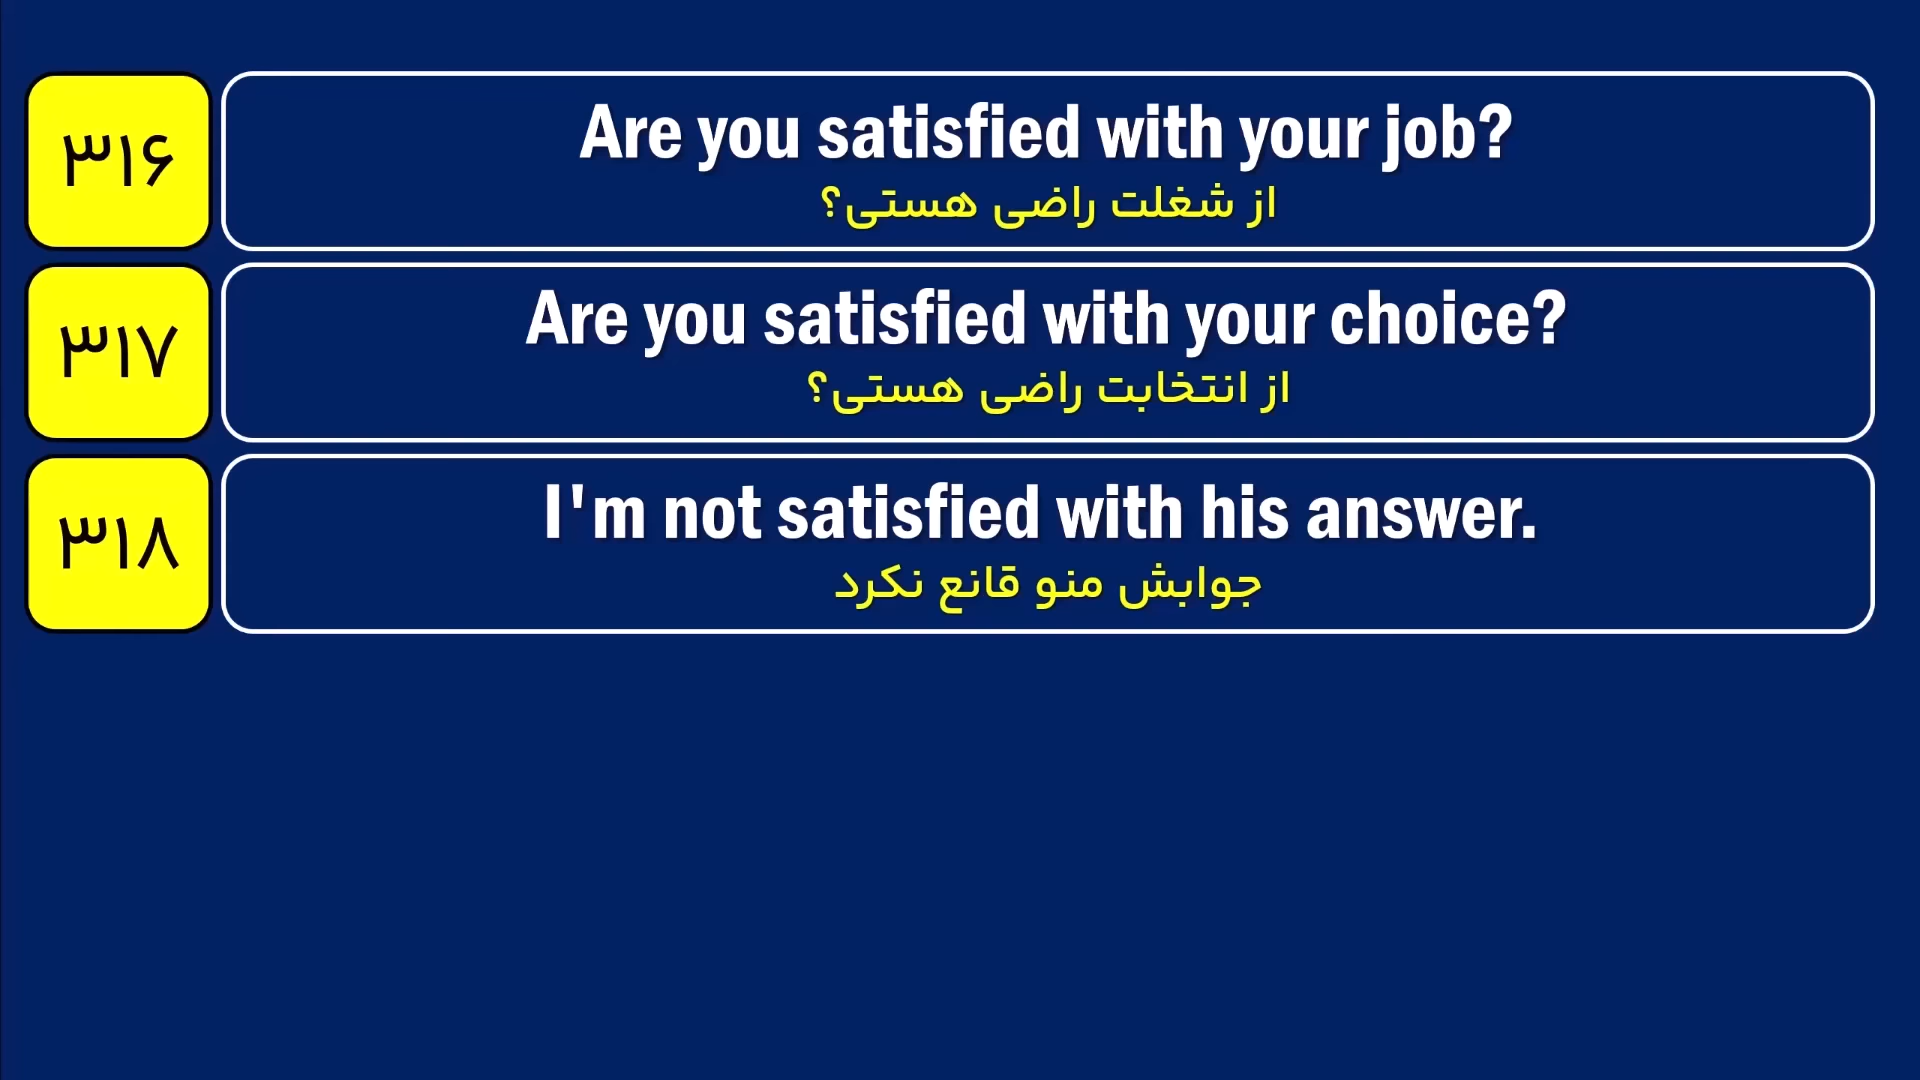 ۳۱۶
Are you satisfied with your job?
از شغلت راضی هستی؟
۳۱۷
Are you satisfied with your choice?
از انتخابت راضی هستی؟
۳۱۸
I'm not satisfied with his answer.
جوابش منو قانع نکرد